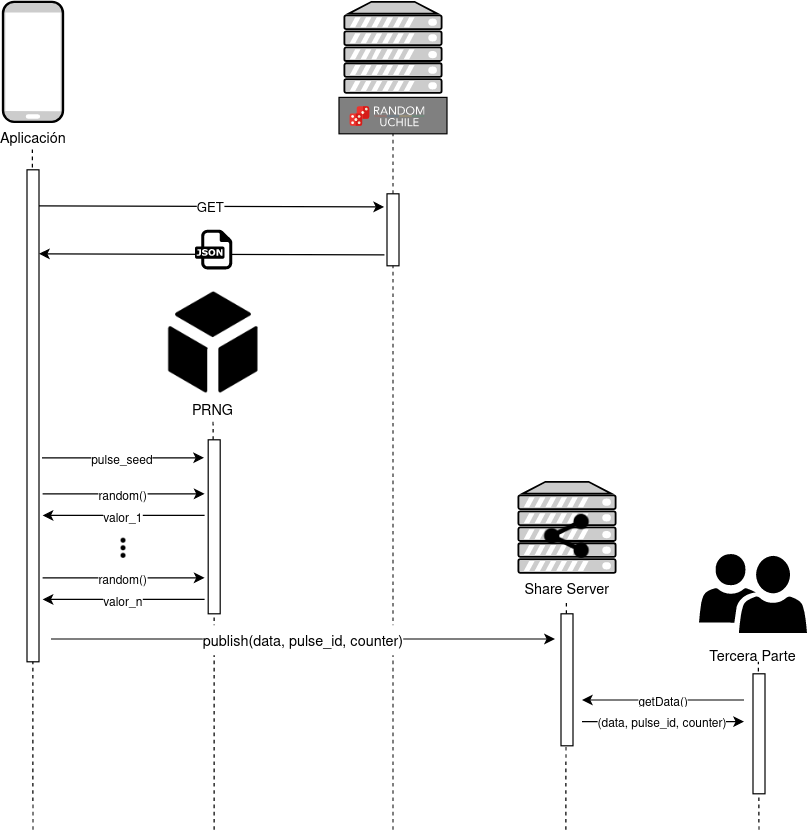 RANDOM
UCHILE
Aplicación
GET
JSON
PRNG
pulse_seed
random()
valor_1
random()
valor_n
Share Server
publish(data, pulse_id, counter)
Tercera Parte
getData()
(data, pulse_id, counter)